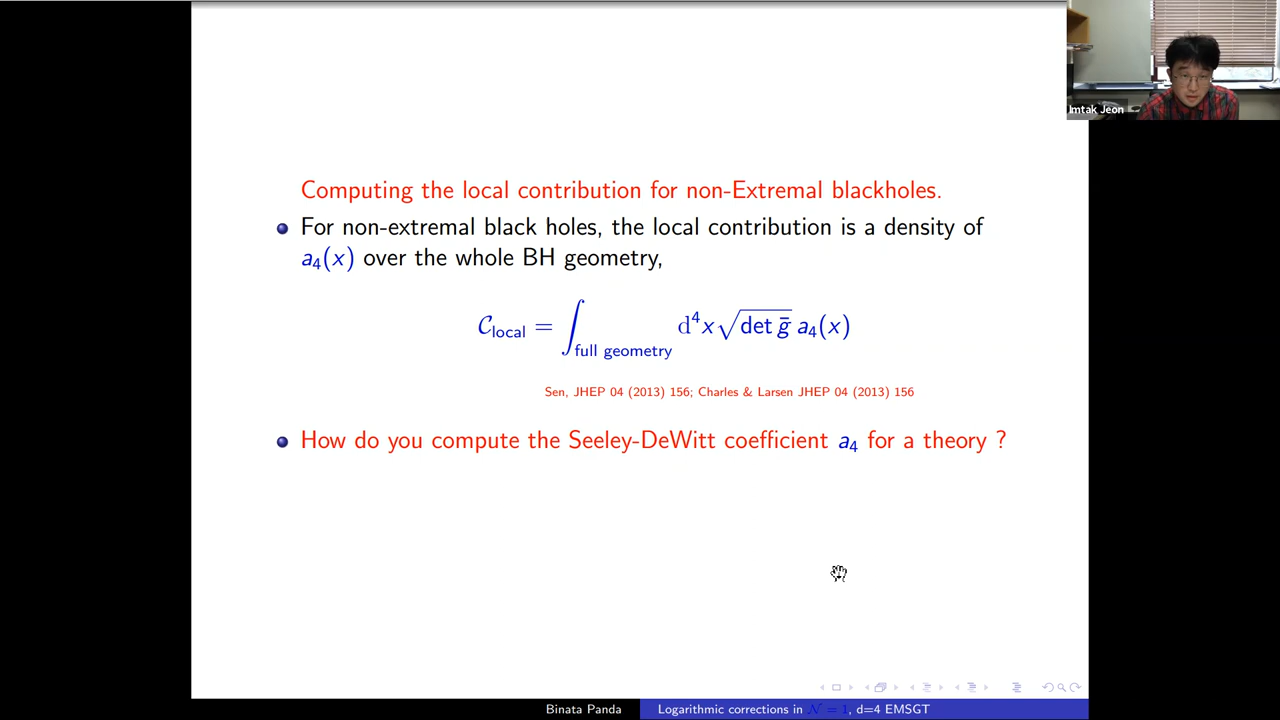 Imtak Jeon
Computing the local contribution for non-Extremal blackholes.
For non-extremal black holes, the local contribution is a density of
a₄(x) over the whole BH geometry,
𝒞local = ∫full geometry d⁴x√det ḡ a₄(x)
Sen, JHEP 04 (2013) 156; Charles & Larsen JHEP 04 (2013) 156
How do you compute the Seeley-DeWitt coefficient a₄ for a theory ?
Binata Panda
Logarithmic corrections in 𝒩 = 1, d=4 EMSGT